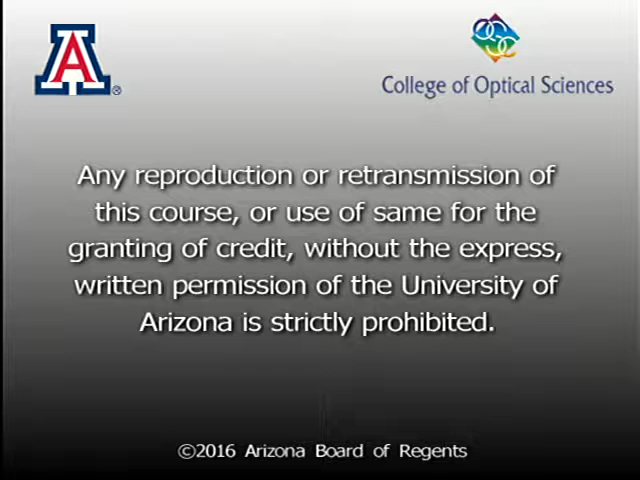 A®
OSC
College of Optical Sciences
Any reproduction or retransmission of
this course, or use of same for the
granting of credit, without the express,
written permission of the University of
Arizona is strictly prohibited.
©2016 Arizona Board of Regents